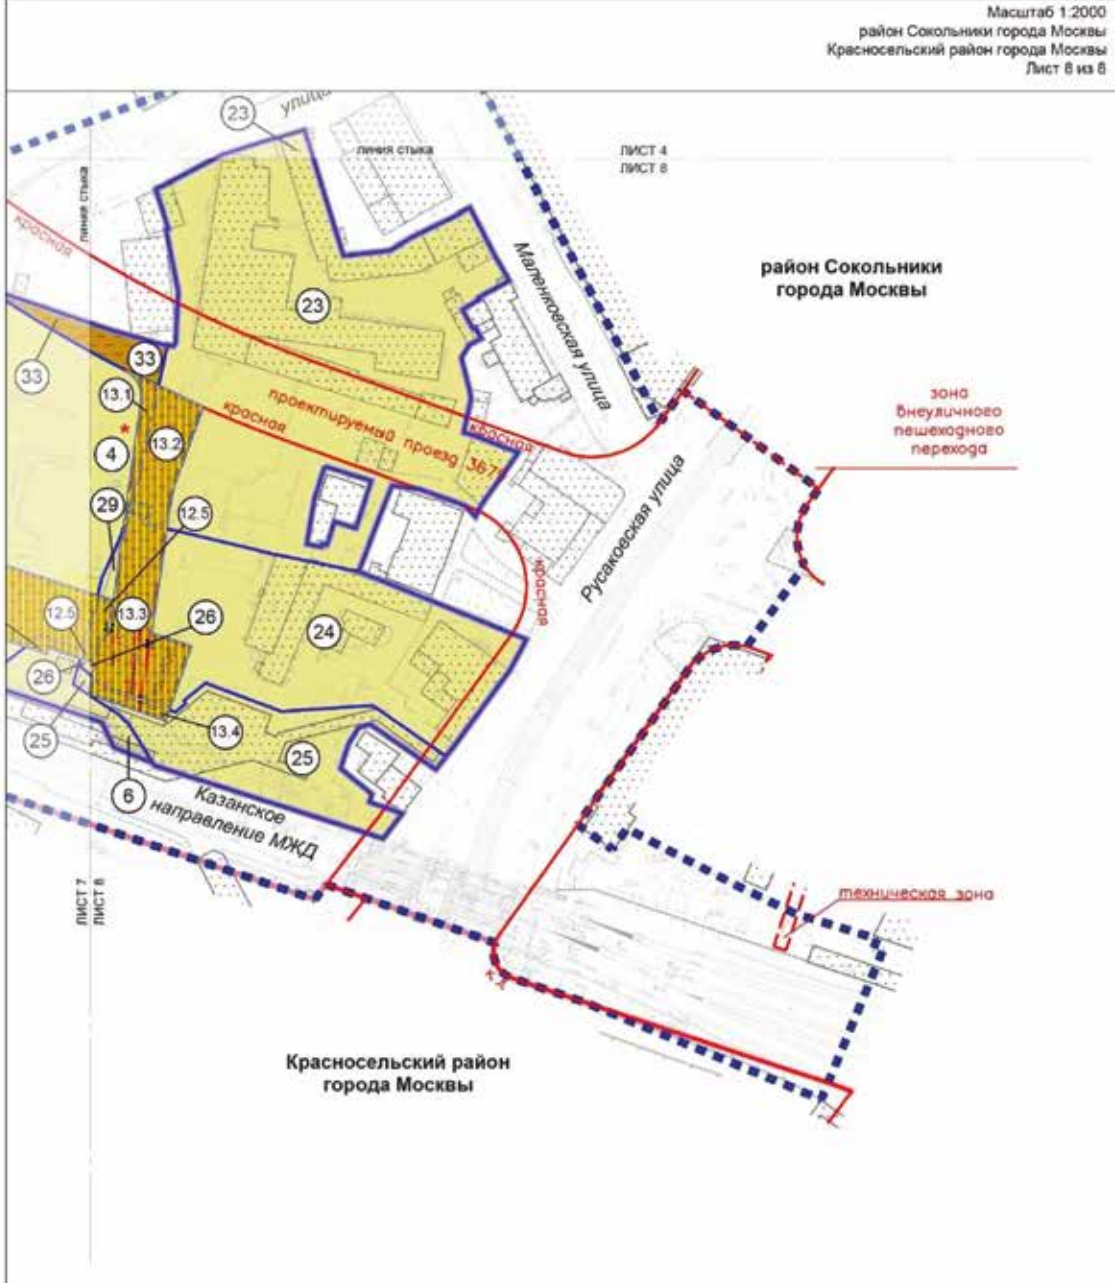 Масштаб 1:2000
район Сокольники города Москвы
Красносельский район города Москвы
Лист 8 из 8
23
улица
линия стыка
ЛИСТ 4
ЛИСТ 8
линия стыка
красная
Маленковская улица
район Сокольники
города Москвы
23
33
33
13.1
проектируемый проезд 367
красная
красная
зона
внеуличного
пешеходного
перехода
*
13.2
4
29
12.5
Русаковская улица
красная
12.5
13.3
26
24
26
25
13.4
25
6
Казанское
направление МЖД
ЛИСТ 7
ЛИСТ 8
техническая зона
Красносельский район
города Москвы